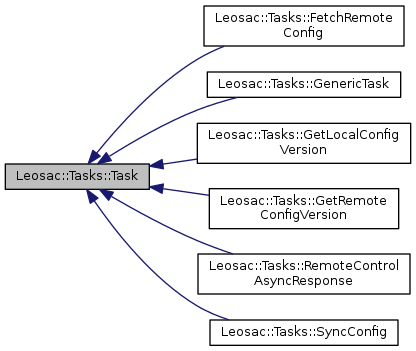 Leosac::Tasks::FetchRemote
Config
Leosac::Tasks::GenericTask
Leosac::Tasks::GetLocalConfig
Version
Leosac::Tasks::Task
Leosac::Tasks::GetRemote
ConfigVersion
Leosac::Tasks::RemoteControl
AsyncResponse
Leosac::Tasks::SyncConfig